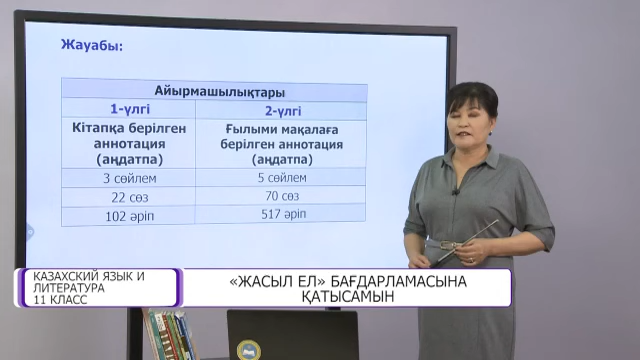 Жауабы:
Айырмашылықтары
1-үлгі 2-үлгі
Кітапқа берілген Ғылыми мақалаға
аннотация берілген аннотация
(аңдатпа) (аңдатпа)
3 сөйлем 5 сөйлем
22 сөз 70 сөз
102 әріп 517 әріп
КАЗАХСКИЙ ЯЗЫК И
ЛИТЕРАТУРА
11 КЛАСС
«ЖАСЫЛ ЕЛ» БАҒДАРЛАМАСЫНА
ҚАТЫСАМЫН